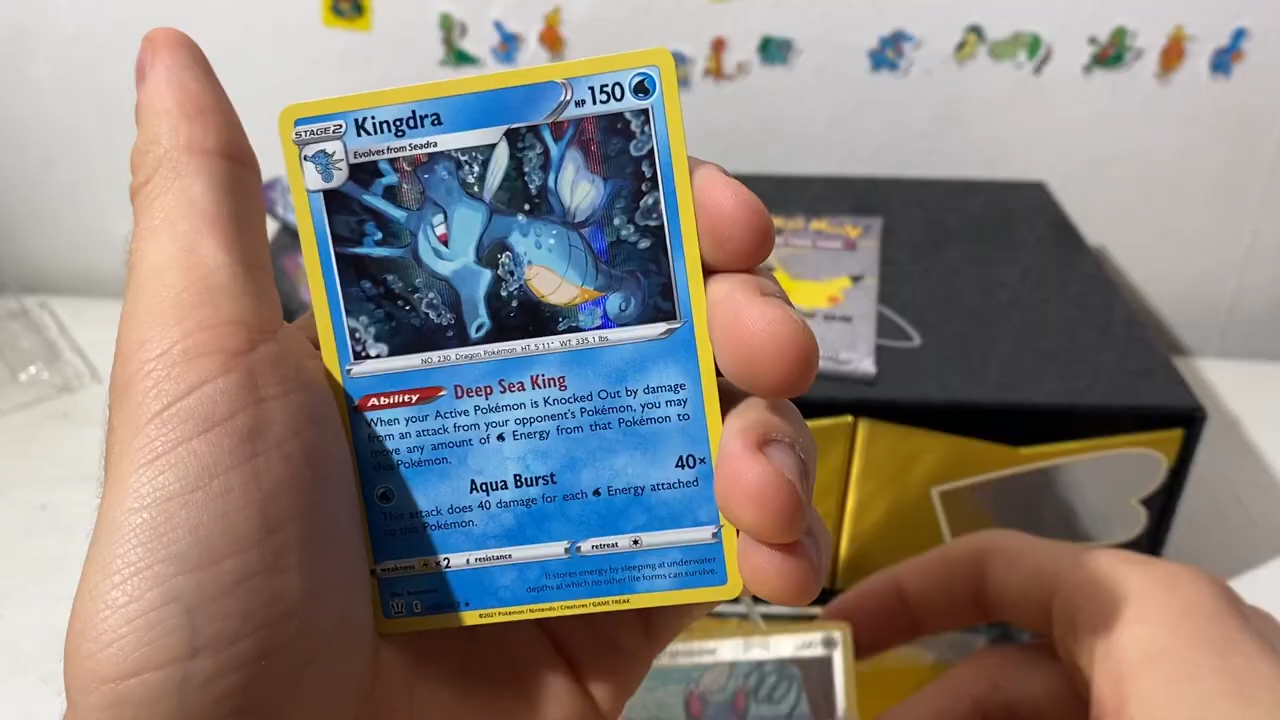 STAGE2
Kingdra
HP 150
Evolves from Seadra
NO. 230 Dragon Pokémon HT. 5'11" WT. 335.1 lbs
Ability Deep Sea King
When your Active Pokémon is Knocked Out by damage
from an attack from your opponent's Pokémon, you may
move any amount of Energy from that Pokémon to
this Pokémon.
Aqua Burst 40×
This attack does 40 damage for each Energy attached
to this Pokémon.
weakness ×2 resistance retreat
It stores energy by sleeping at underwater
depths at which no other life forms can survive.
E
©2021 Pokémon / Nintendo / Creatures / GAME FREAK